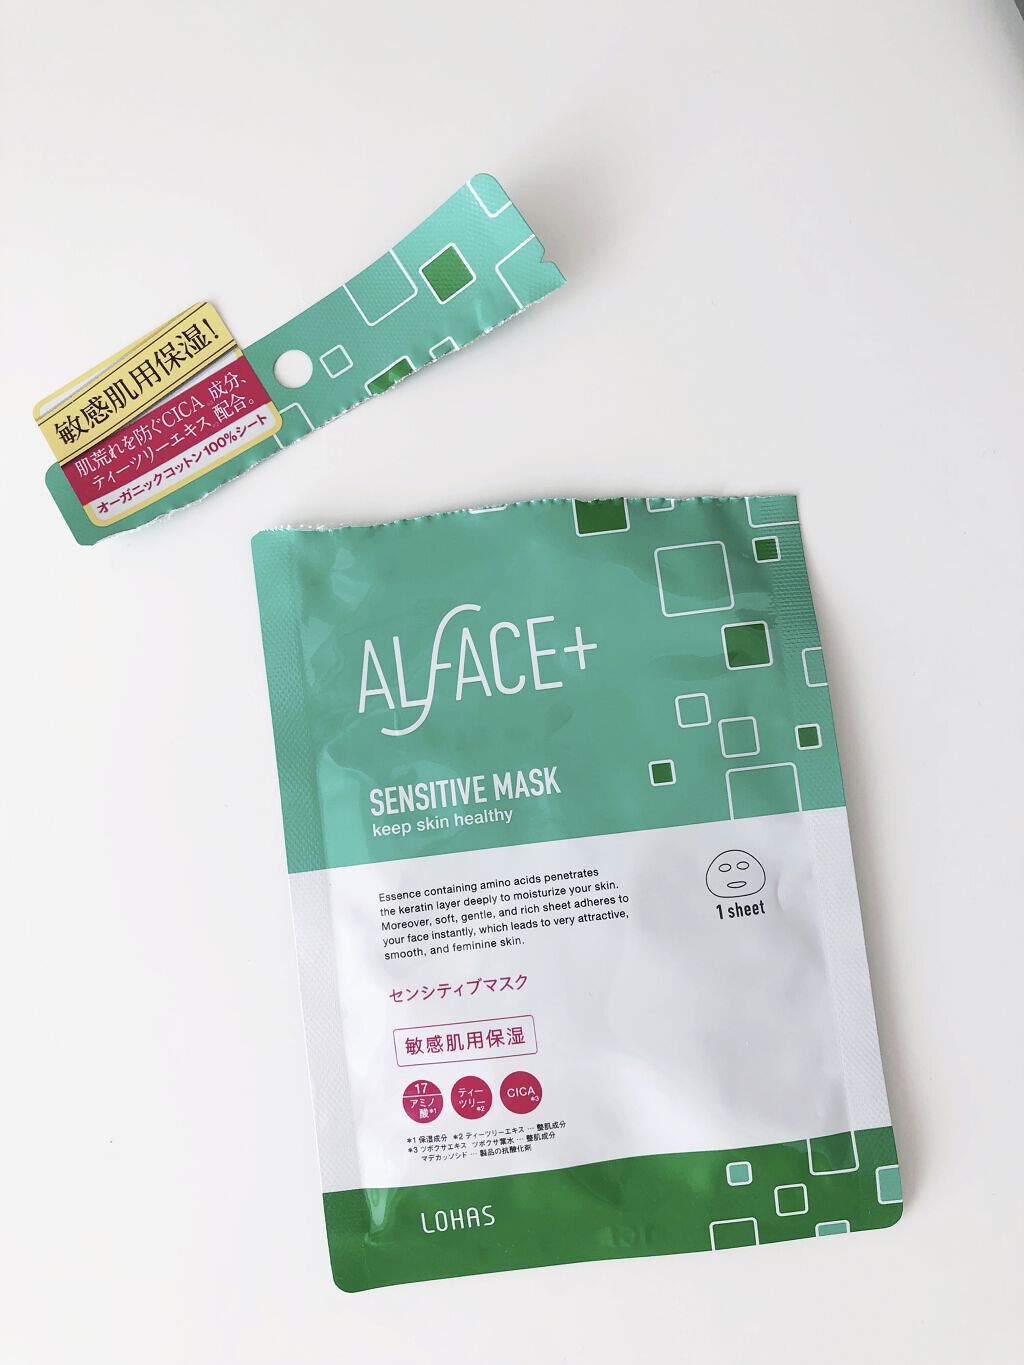 敏感肌用保湿!
肌荒れを防ぐCICA 成分、
ティーツリーエキス 配合。
オーガニックコットン100%シート
ALFACE+
SENSITIVE MASK
keep skin healthy
Essence containing amino acids penetrates
the keratin layer deeply to moisturize your skin.
Moreover, soft, gentle, and rich sheet adheres to
your face instantly, which leads to very attractive,
smooth, and feminine skin.
1 sheet
センシティブマスク
敏感肌用保湿
17
アミノ
酸*1
ティー
ツリー
*2
CICA
*3
*1 保湿成分 *2 ティーツリーエキス … 整肌成分
*3 ツボクサエキス ツボクサ葉水 … 整肌成分
マデカッソシド … 製品の抗酸化剤
LOHAS